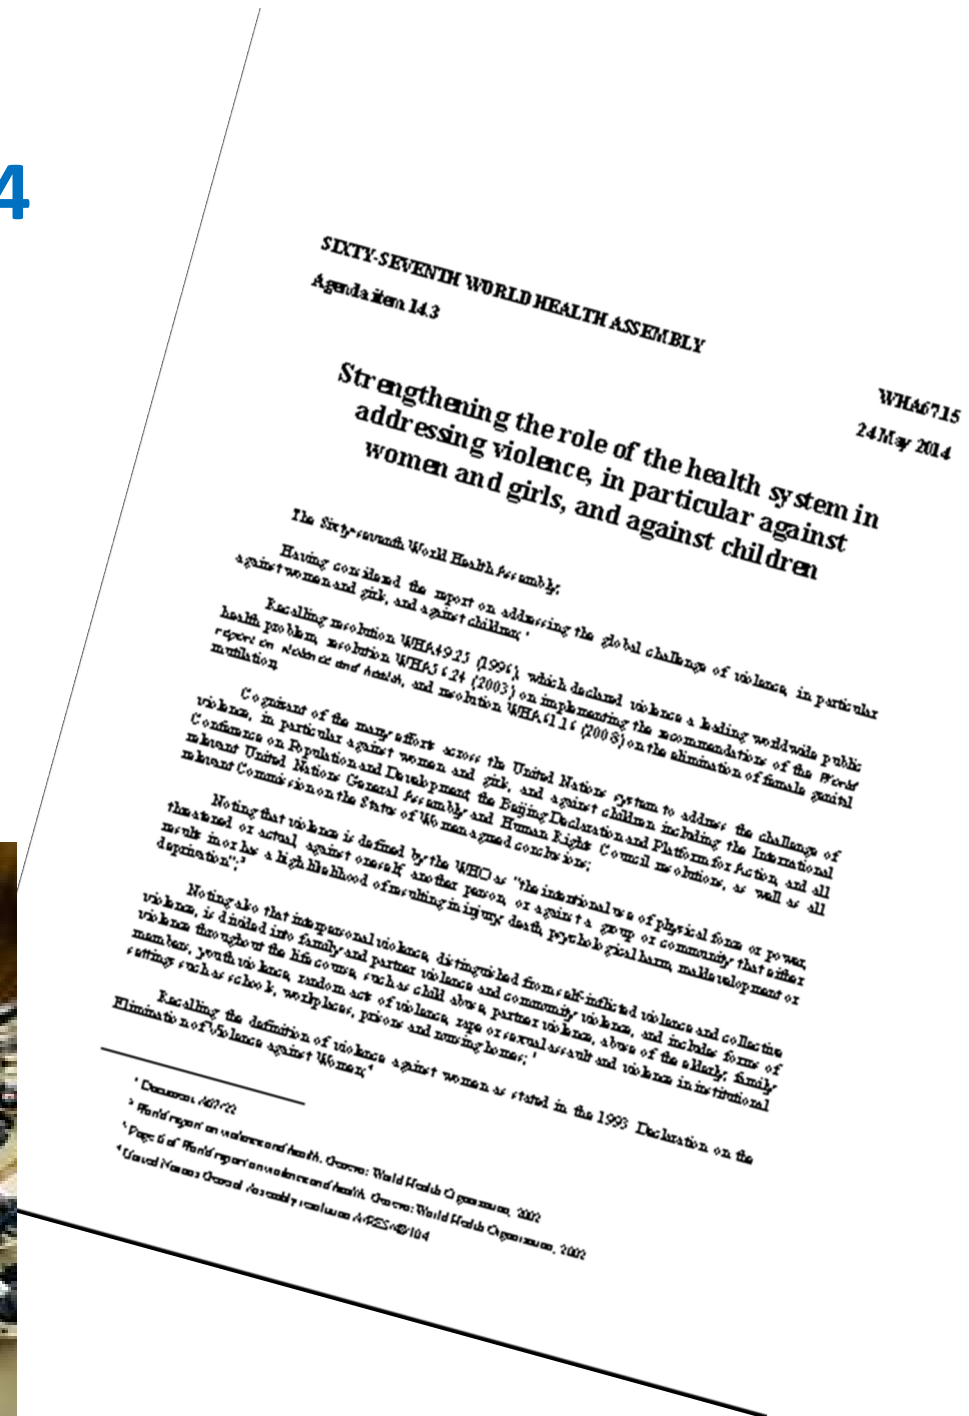 4
SIXTY-SEVENTH WORLD HEALTH ASSEMBLY
Agenda item 14.3
WHA67.15
24 May 2014
Strengthening the role of the health system in
addressing violence, in particular against
women and girls, and against children
The Sixty-seventh World Health Assembly,
Having considered the report on addressing the global challenge of violence, in particular
against women and girls, and against children;¹
Recalling resolution WHA49.25 (1996), which declared violence a leading worldwide public
health problem, resolution WHA56.24 (2003) on implementing the recommendations of the World
report on violence and health, and resolution WHA61.16 (2008) on the elimination of female genital
mutilation;
Cognizant of the many efforts across the United Nations system to address the challenge of
violence, in particular against women and girls, and against children including the International
Conference on Population and Development, the Beijing Declaration and Platform for Action, and all
relevant United Nations General Assembly and Human Rights Council resolutions, as well as all
relevant Commission on the Status of Women agreed conclusions;
Noting that violence is defined by the WHO as "the intentional use of physical force or power,
threatened or actual, against oneself, another person, or against a group or community that either
results in or has a high likelihood of resulting in injury, death, psychological harm, maldevelopment or
deprivation";²
Noting also that interpersonal violence, distinguished from self-inflicted violence and collective
violence, is divided into family and partner violence and community violence, and includes forms of
violence throughout the life course, such as child abuse, partner violence, abuse of the elderly, family
members, youth violence, random acts of violence, rape or sexual assault and violence in institutional
settings such as schools, workplaces, prisons and nursing homes;³
Recalling the definition of violence against women as stated in the 1993 Declaration on the
Elimination of Violence against Women;⁴
¹ Document A67/22
² World report on violence and health. Geneva: World Health Organization, 2002
³ Page 6 of World report on violence and health. Geneva: World Health Organization, 2002
⁴ United Nations General Assembly resolution A/RES/48/104